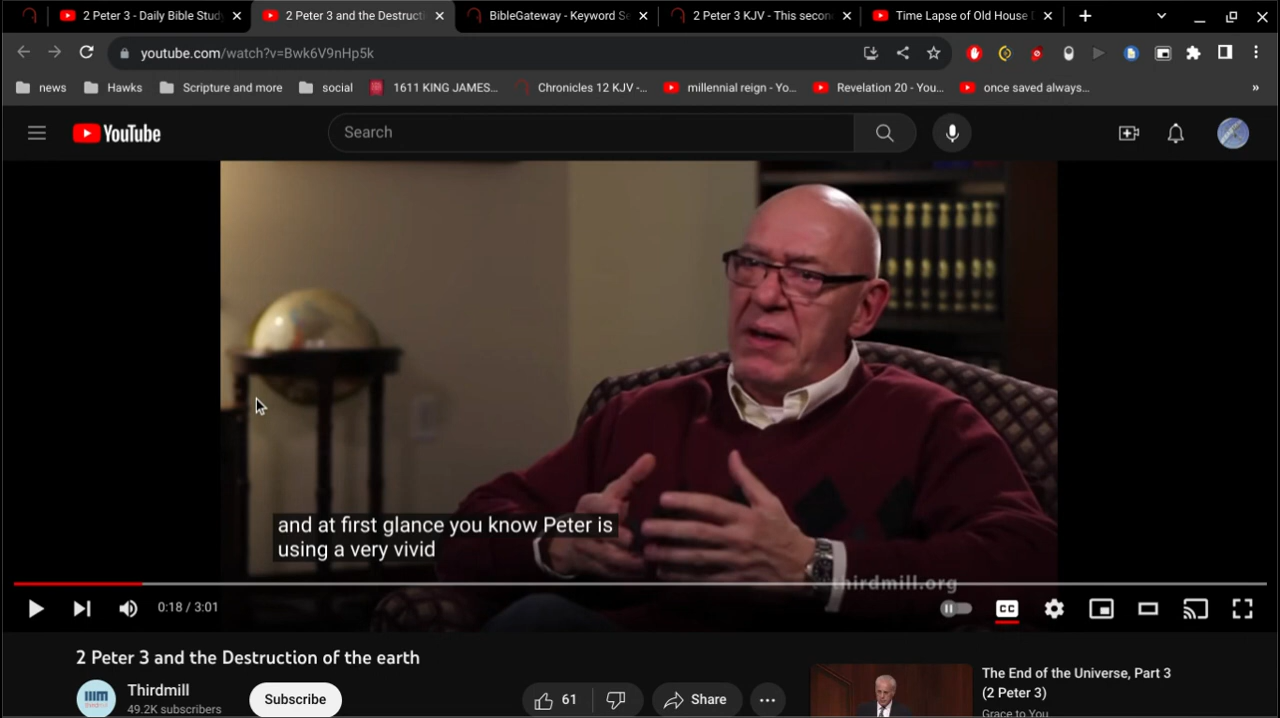 2 Peter 3 - Daily Bible Stud
2 Peter 3 and the Destructi
BibleGateway - Keyword Se
2 Peter 3 KJV - This secon
Time Lapse of Old House
youtube.com/watch?v=Bwk6V9nHp5k
news
Hawks
Scripture and more
social
1611 KING JAMES...
Chronicles 12 KJV -...
millennial reign - Yo...
Revelation 20 - You...
once saved always...
»
YouTube
Search
and at first glance you know Peter is
using a very vivid
thirdmill.org
0:18 / 3:01
CC
2 Peter 3 and the Destruction of the earth
Thirdmill
49.2K subscribers
Subscribe
61
Share
The End of the Universe, Part 3
(2 Peter 3)
Grace to You